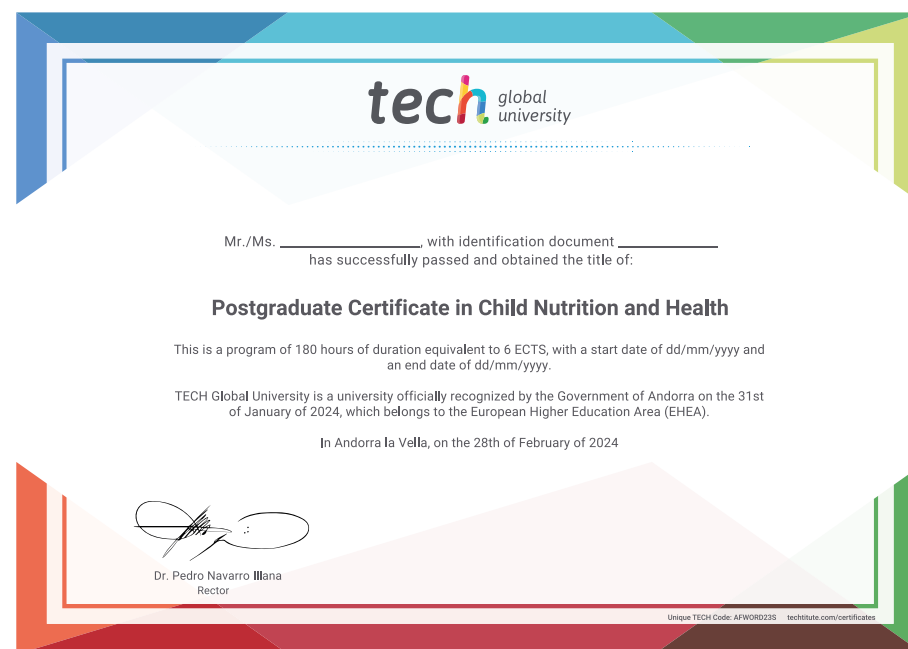 tech global university
Mr./Ms. ____________________, with identification document ______________
has successfully passed and obtained the title of:
Postgraduate Certificate in Child Nutrition and Health
This is a program of 180 hours of duration equivalent to 6 ECTS, with a start date of dd/mm/yyyy and
an end date of dd/mm/yyyy.
TECH Global University is a university officially recognized by the Government of Andorra on the 31st
of January of 2024, which belongs to the European Higher Education Area (EHEA).
In Andorra la Vella, on the 28th of February of 2024
Dr. Pedro Navarro Illana
Rector
Unique TECH Code: AFWORD23S techtitute.com/certificates